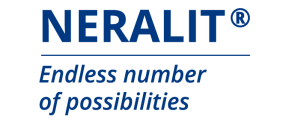 NERALIT®
Endless number
of possibilities